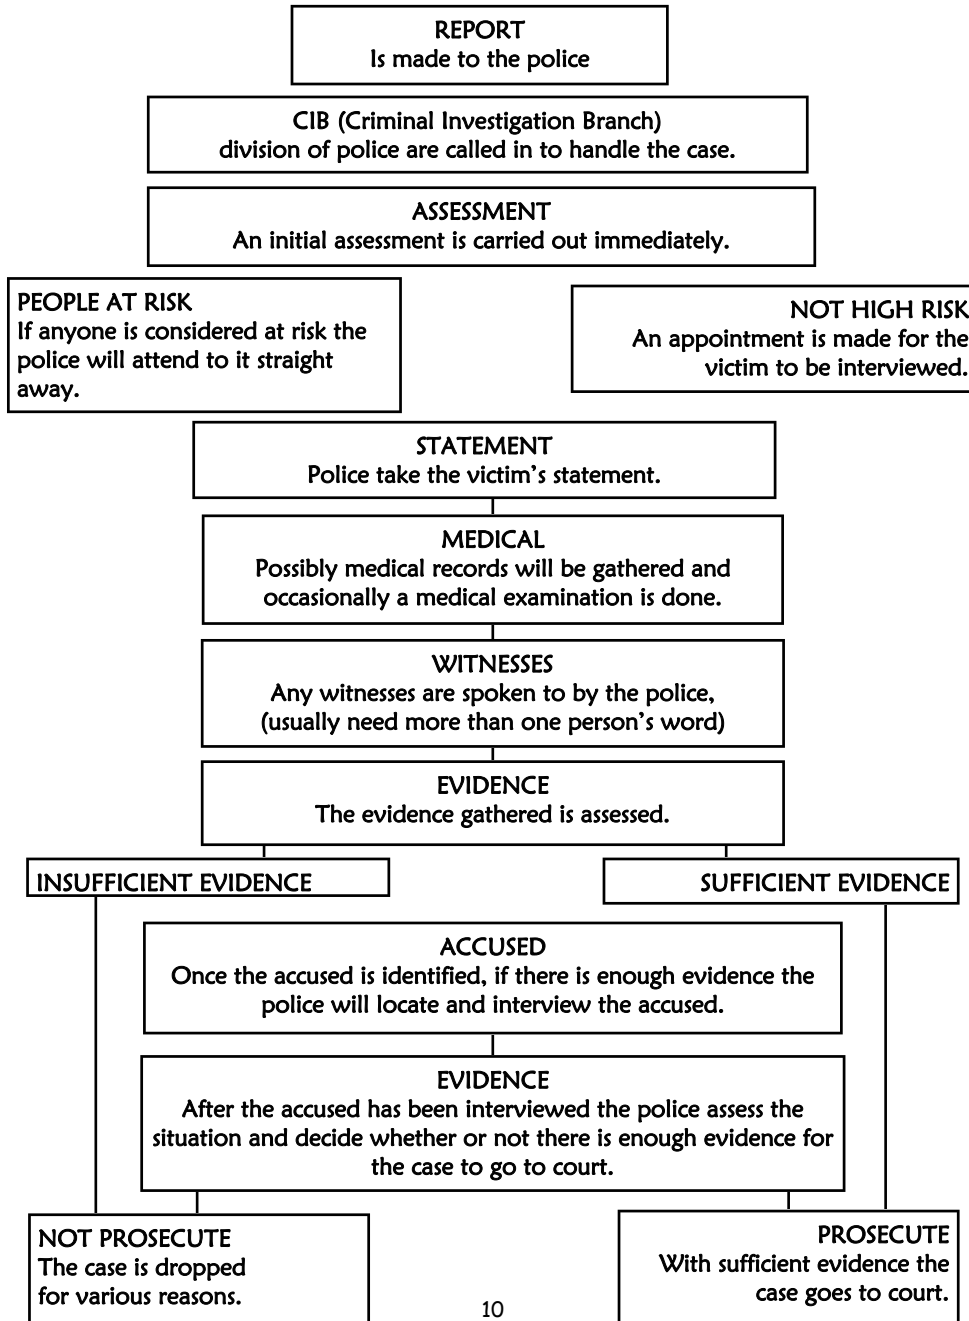 REPORT
Is made to the police
CIB (Criminal Investigation Branch)
division of police are called in to handle the case.
ASSESSMENT
An initial assessment is carried out immediately.
PEOPLE AT RISK
If anyone is considered at risk the
police will attend to it straight
away.
NOT HIGH RISK
An appointment is made for the
victim to be interviewed.
STATEMENT
Police take the victim's statement.
MEDICAL
Possibly medical records will be gathered and
occasionally a medical examination is done.
WITNESSES
Any witnesses are spoken to by the police,
(usually need more than one person's word)
EVIDENCE
The evidence gathered is assessed.
INSUFFICIENT EVIDENCE
SUFFICIENT EVIDENCE
ACCUSED
Once the accused is identified, if there is enough evidence the
police will locate and interview the accused.
EVIDENCE
After the accused has been interviewed the police assess the
situation and decide whether or not there is enough evidence for
the case to go to court.
NOT PROSECUTE
The case is dropped
for various reasons.
PROSECUTE
With sufficient evidence the
case goes to court.
10